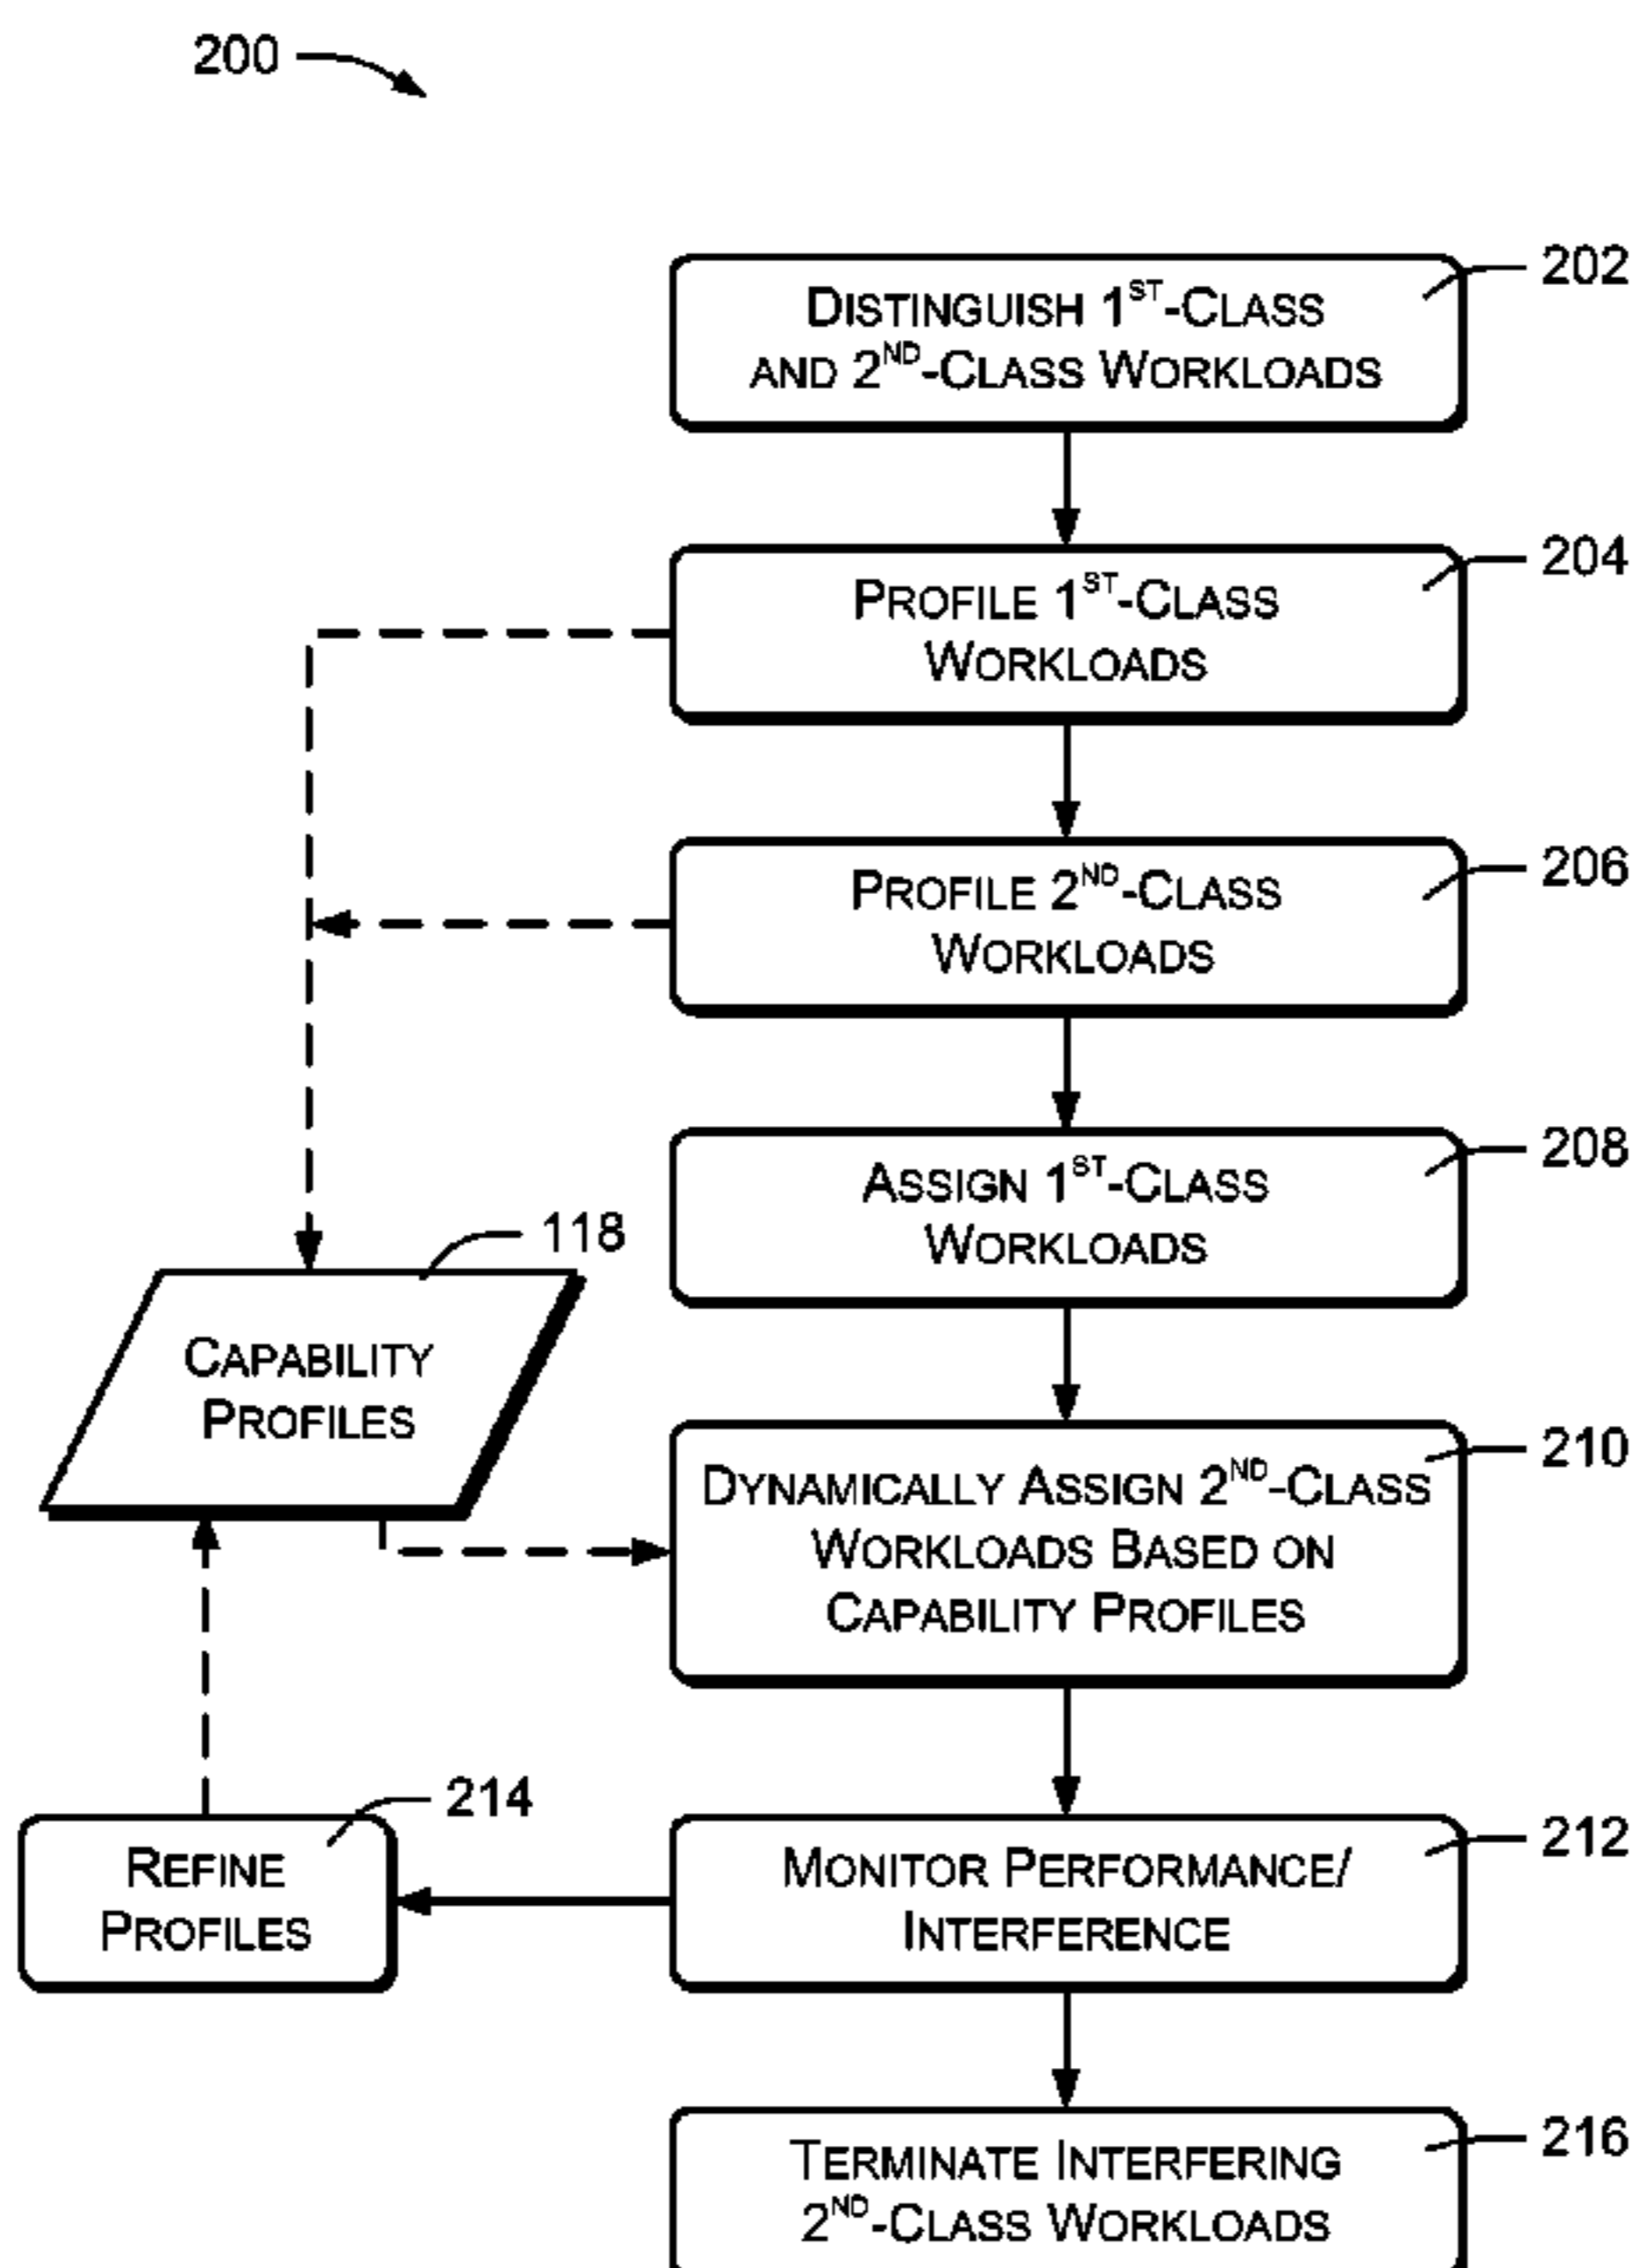 200
202
DISTINGUISH 1ST-CLASS
AND 2ND-CLASS WORKLOADS
204
PROFILE 1ST-CLASS
WORKLOADS
206
PROFILE 2ND-CLASS
WORKLOADS
208
ASSIGN 1ST-CLASS
WORKLOADS
118
CAPABILITY
PROFILES
210
DYNAMICALLY ASSIGN 2ND-CLASS
WORKLOADS BASED ON
CAPABILITY PROFILES
214
REFINE
PROFILES
212
MONITOR PERFORMANCE/
INTERFERENCE
216
TERMINATE INTERFERING
2ND-CLASS WORKLOADS